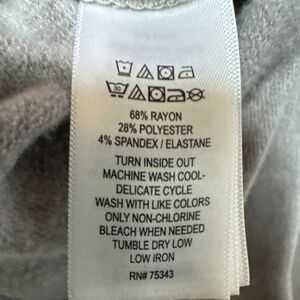 30
68% RAYON
28% POLYESTER
4% SPANDEX / ELASTANE
TURN INSIDE OUT
MACHINE WASH COOL-
DELICATE CYCLE
WASH WITH LIKE COLORS
ONLY NON-CHLORINE
BLEACH WHEN NEEDED
TUMBLE DRY LOW
LOW IRON
RN# 75343